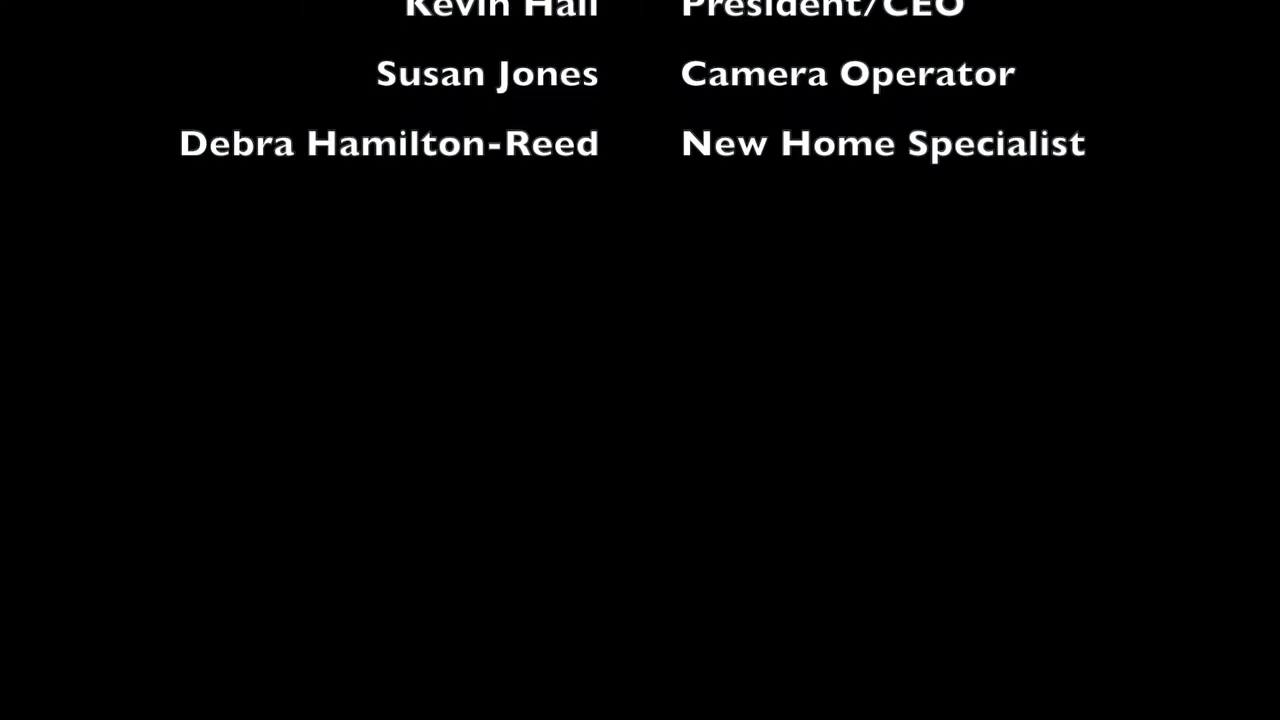 Kevin Hall President/CEO
Susan Jones Camera Operator
Debra Hamilton-Reed New Home Specialist